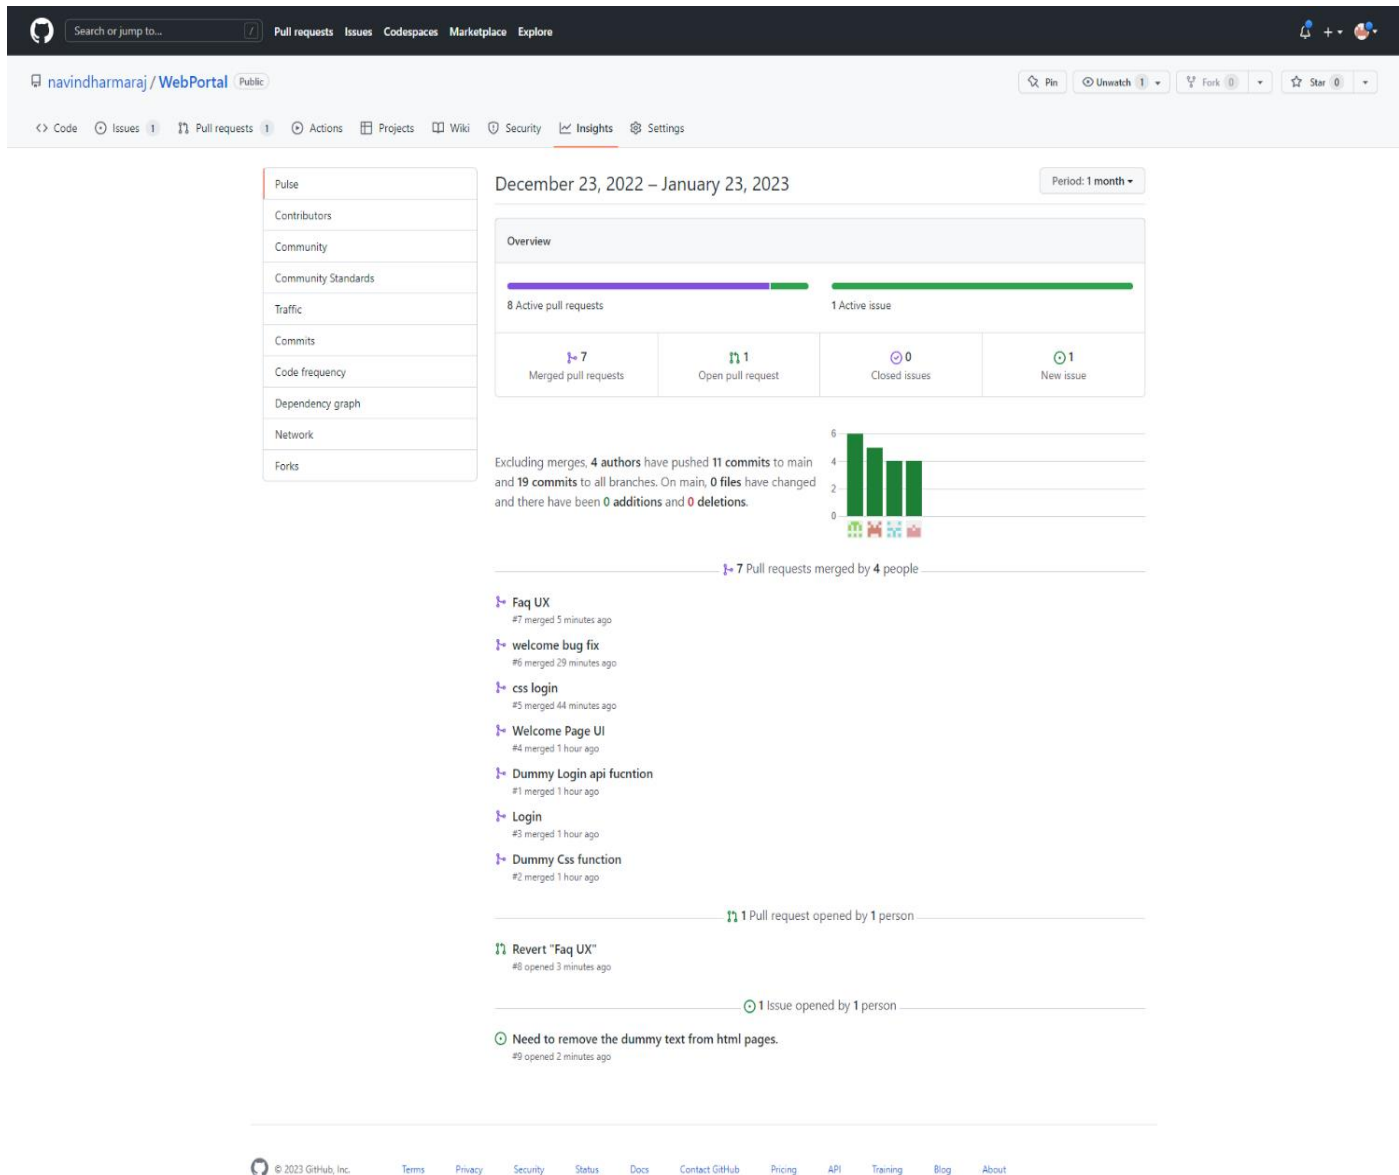 Search or jump to... / Pull requests Issues Codespaces Marketplace Explore
navindharmaraj / WebPortal Public
Pin Unwatch 1 Fork 0 Star 0
Code Issues 1 Pull requests 1 Actions Projects Wiki Security Insights Settings
Pulse
Contributors
Community
Community Standards
Traffic
Commits
Code frequency
Dependency graph
Network
Forks
December 23, 2022 – January 23, 2023
Period: 1 month
Overview
8 Active pull requests
1 Active issue
7
Merged pull requests
1
Open pull request
0
Closed issues
1
New issue
Excluding merges, 4 authors have pushed 11 commits to main
and 19 commits to all branches. On main, 0 files have changed
and there have been 0 additions and 0 deletions.
6
4
2
0
7 Pull requests merged by 4 people
Faq UX
#7 merged 5 minutes ago
welcome bug fix
#6 merged 29 minutes ago
css login
#5 merged 44 minutes ago
Welcome Page UI
#4 merged 1 hour ago
Dummy Login api fucntion
#1 merged 1 hour ago
Login
#3 merged 1 hour ago
Dummy Css function
#2 merged 1 hour ago
1 Pull request opened by 1 person
Revert "Faq UX"
#8 opened 3 minutes ago
1 Issue opened by 1 person
Need to remove the dummy text from html pages.
#9 opened 2 minutes ago
© 2023 GitHub, Inc. Terms Privacy Security Status Docs Contact GitHub Pricing API Training Blog About